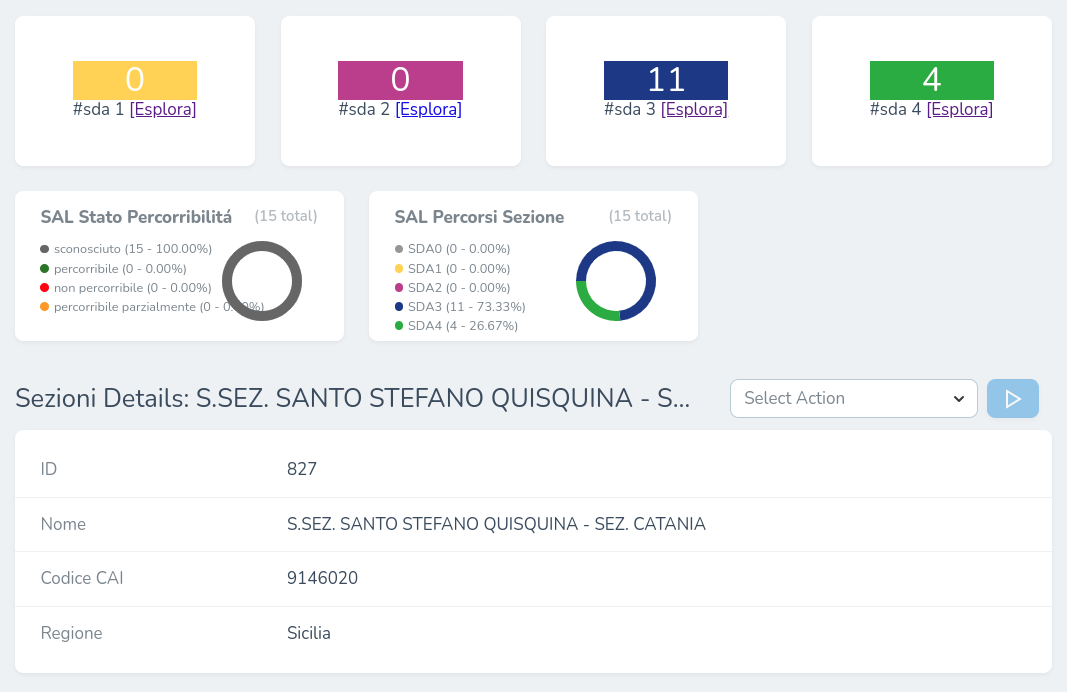 0
#sda 1 [Esplora]
0
#sda 2 [Esplora]
11
#sda 3 [Esplora]
4
#sda 4 [Esplora]
SAL Stato Percorribilitá (15 total)
sconosciuto (15 - 100.00%)
percorribile (0 - 0.00%)
non percorribile (0 - 0.00%)
percorribile parzialmente (0 - 0.00%)
SAL Percorsi Sezione (15 total)
SDA0 (0 - 0.00%)
SDA1 (0 - 0.00%)
SDA2 (0 - 0.00%)
SDA3 (11 - 73.33%)
SDA4 (4 - 26.67%)
Sezioni Details: S.SEZ. SANTO STEFANO QUISQUINA - S...
Select Action
ID 827
Nome S.SEZ. SANTO STEFANO QUISQUINA - SEZ. CATANIA
Codice CAI 9146020
Regione Sicilia